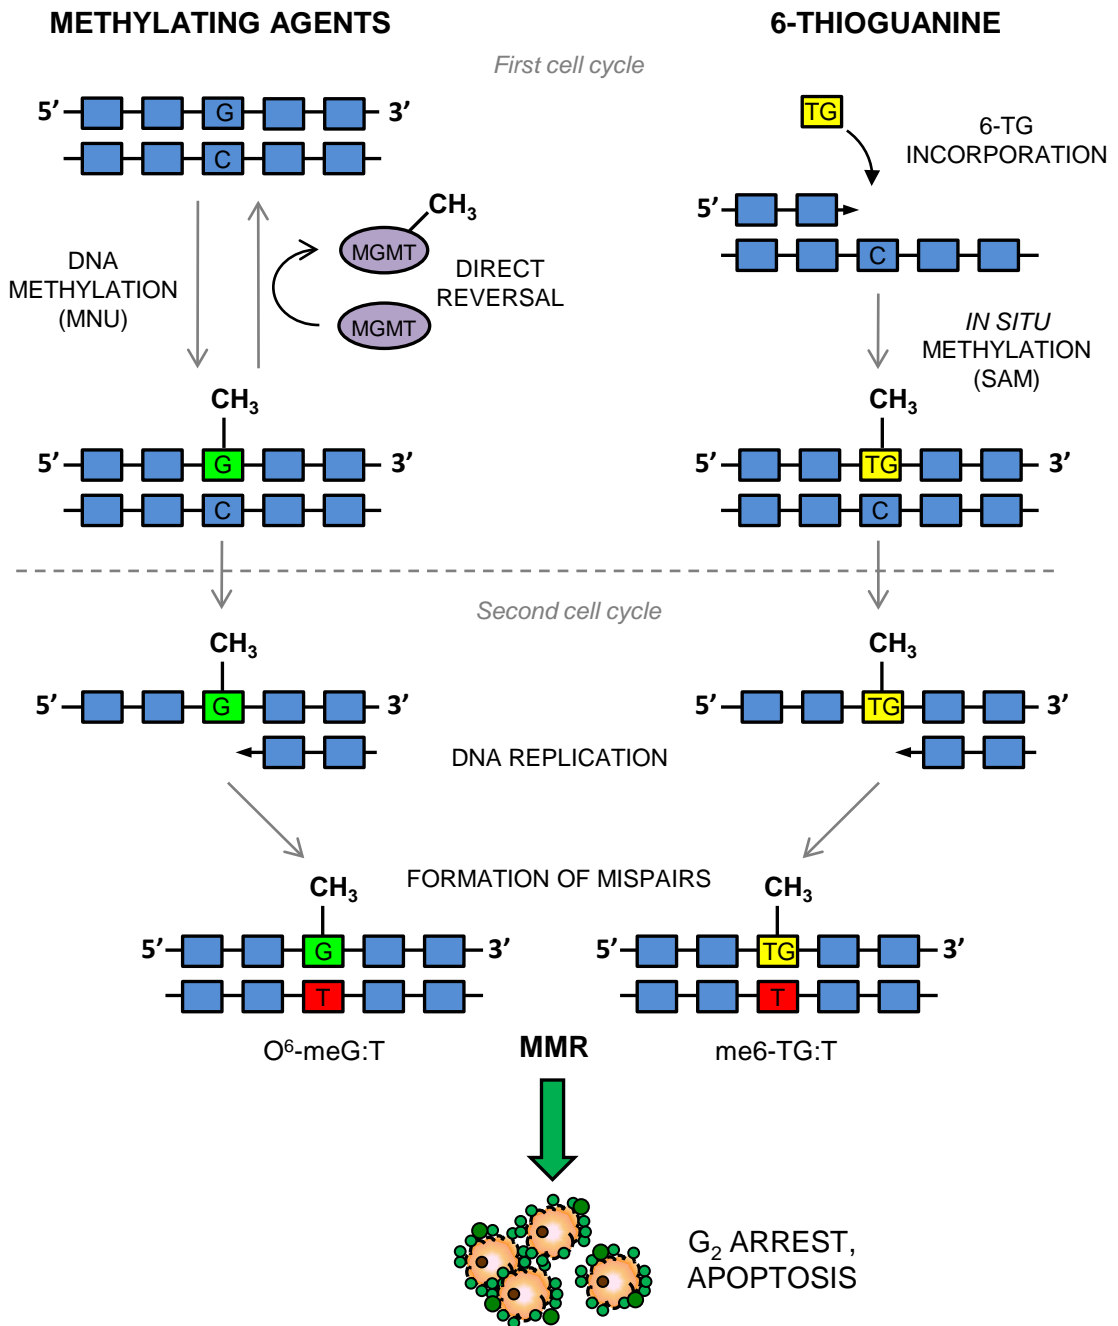 METHYLATING AGENTS
6-THIOGUANINE
First cell cycle
5’ G 3’
C
TG
6-TG
INCORPORATION
CH₃
MGMT
DNA
METHYLATION
(MNU)
DIRECT
REVERSAL
MGMT
5’
C
IN SITU
METHYLATION
(SAM)
CH₃
5’ G 3’
C
CH₃
5’ TG 3’
C
Second cell cycle
CH₃
5’ G 3’
CH₃
5’ TG 3’
DNA REPLICATION
FORMATION OF MISPAIRS
CH₃
5’ G 3’
T
O⁶-meG:T
CH₃
5’ TG 3’
T
me6-TG:T
MMR
G₂ ARREST,
APOPTOSIS